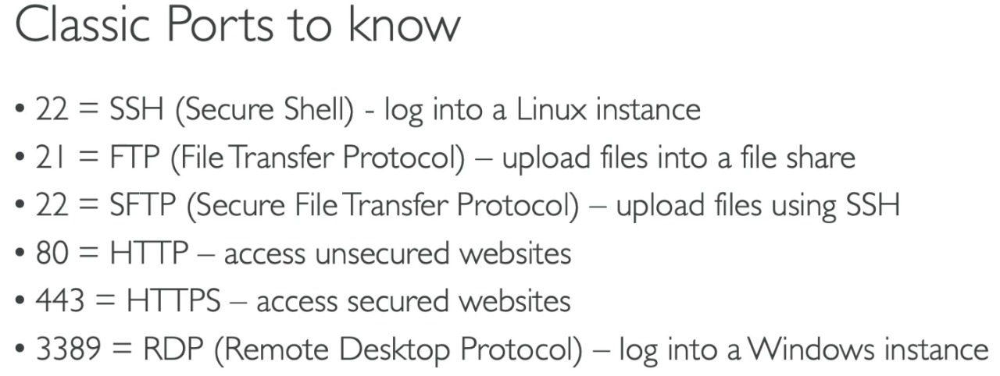 Classic Ports to know
• 22 = SSH (Secure Shell) - log into a Linux instance
• 21 = FTP (File Transfer Protocol) – upload files into a file share
• 22 = SFTP (Secure File Transfer Protocol) – upload files using SSH
• 80 = HTTP – access unsecured websites
• 443 = HTTPS – access secured websites
• 3389 = RDP (Remote Desktop Protocol) – log into a Windows instance